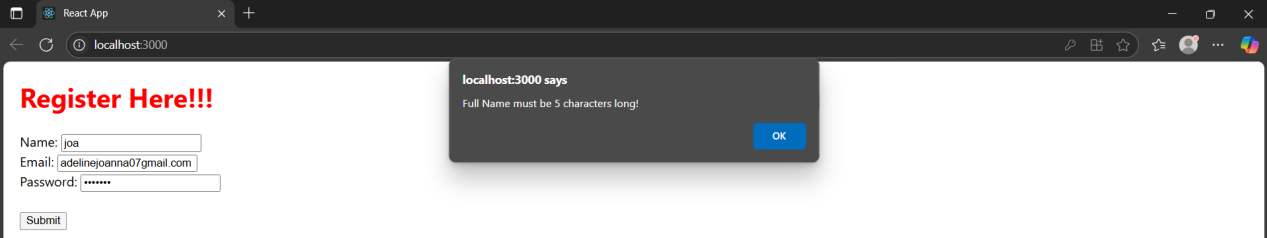 React App
localhost:3000
localhost:3000 says
Full Name must be 5 characters long!
OK
Register Here!!!
Name: joa
Email: adelinejoanna07gmail.com
Password: •••••••
Submit